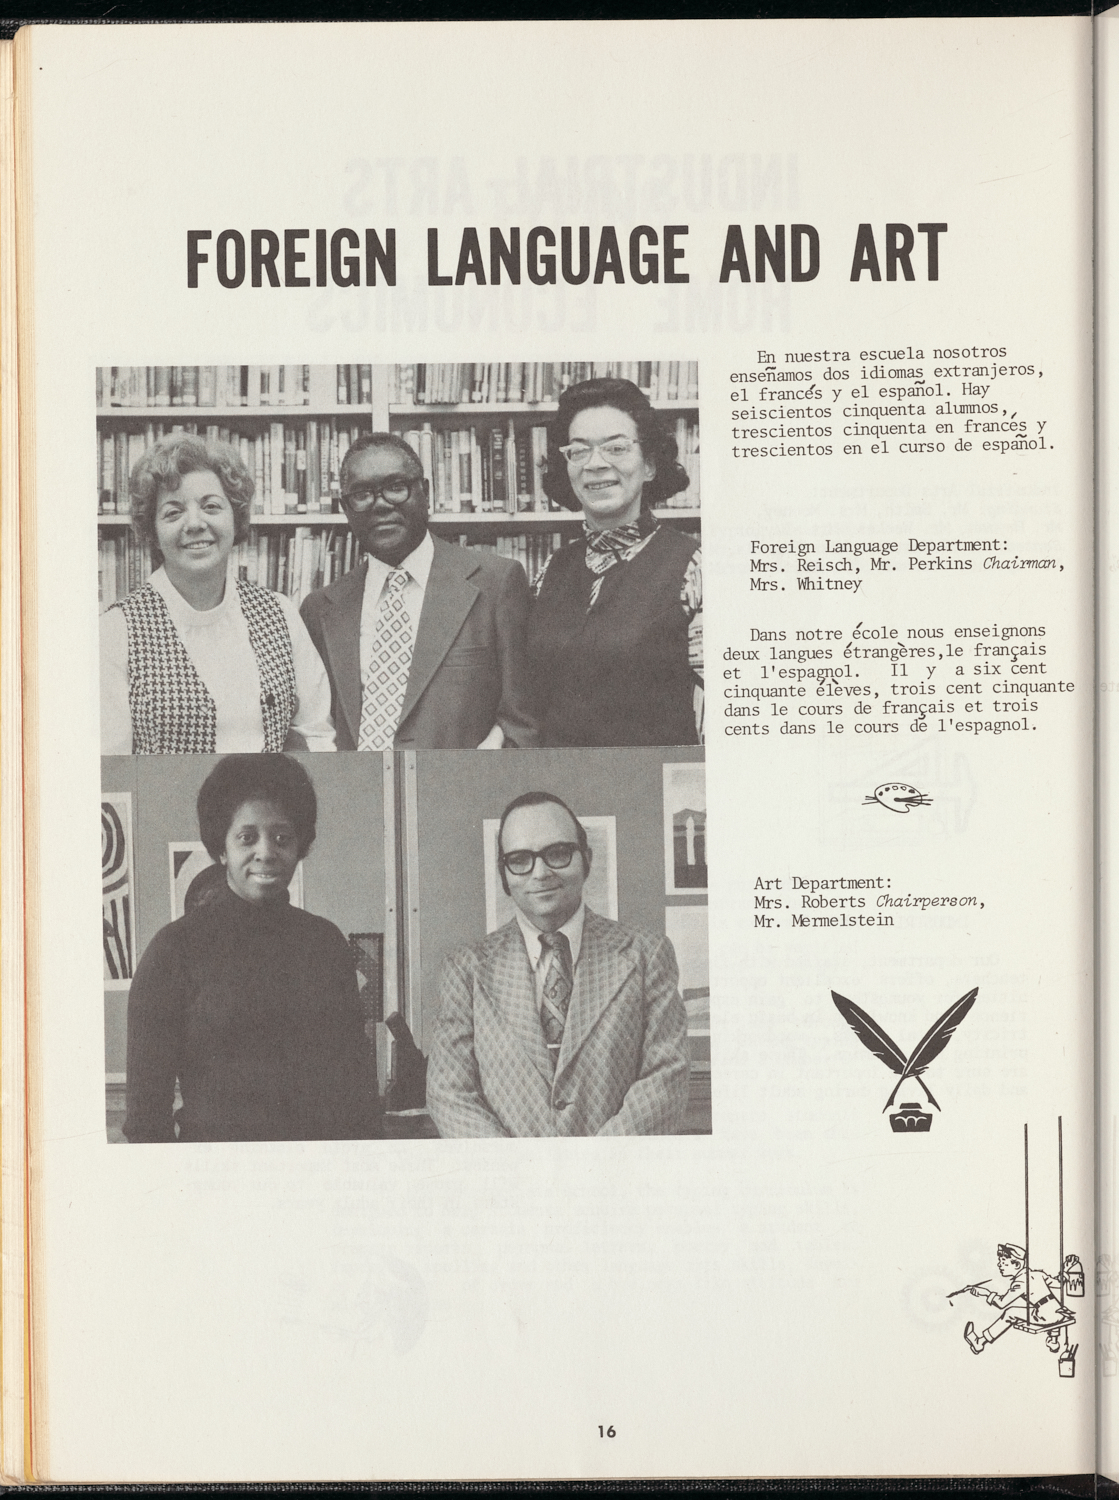 FOREIGN LANGUAGE AND ART
En nuestra escuela nosotros
enseñamos dos idiomas extranjeros,
el francés y el español. Hay
seiscientos cinquenta alumnos,
trescientos cinquenta en francés y
trescientos en el curso de español.
Foreign Language Department:
Mrs. Reisch, Mr. Perkins Chairman,
Mrs. Whitney
Dans notre école nous enseignons
deux langues étrangères,le français
et l'espagnol. Il y a six cent
cinquante élèves, trois cent cinquante
dans le cours de français et trois
cents dans le cours de l'espagnol.
Art Department:
Mrs. Roberts Chairperson,
Mr. Mermelstein
16